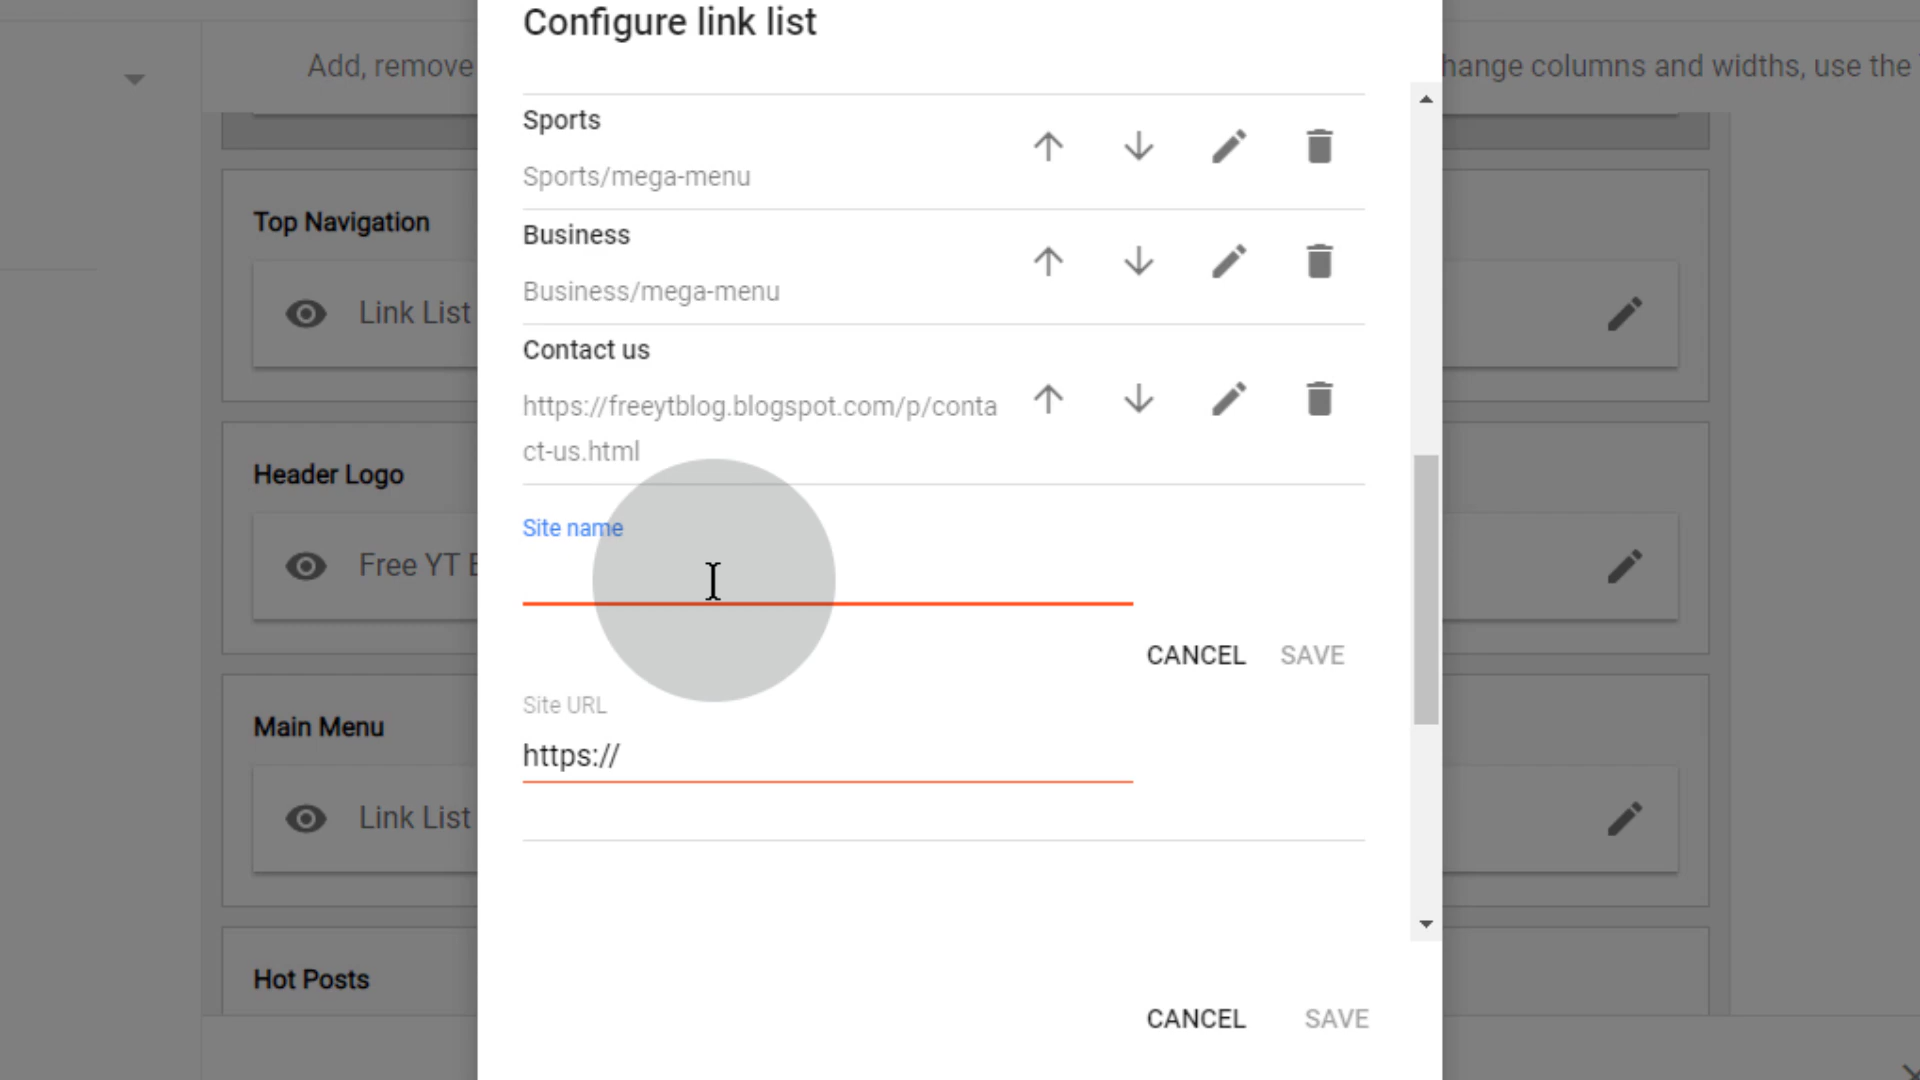 Configure link list
Add, remove
hange columns and widths, use the
Sports
Sports/mega-menu
Top Navigation
Business
Business/mega-menu
Link List
Contact us
https://freeytblog.blogspot.com/p/conta
ct-us.html
Header Logo
Site name
Free YT
CANCEL SAVE
Site URL
Main Menu
https://
Link List
Hot Posts
CANCEL SAVE